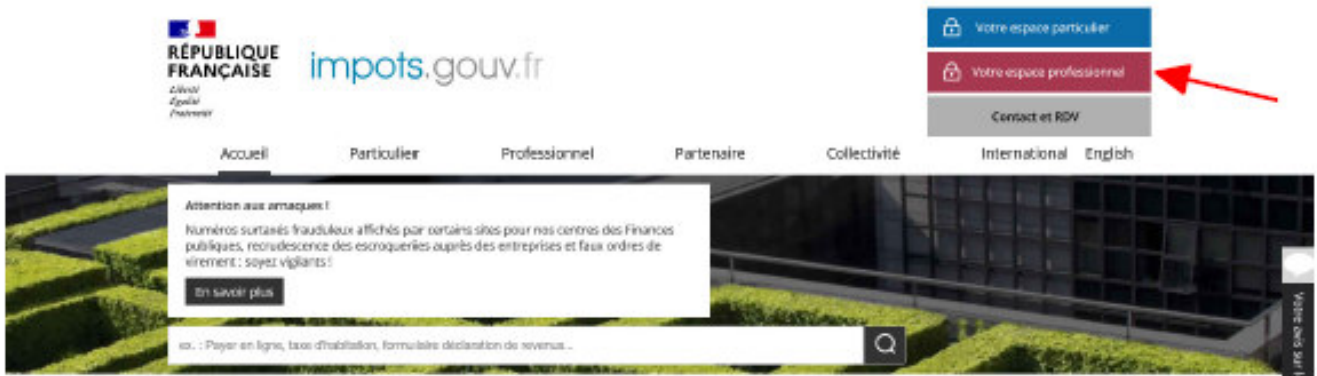 RÉPUBLIQUE
FRANÇAISE
Liberté
Égalité
Fraternité
impots.gouv.fr
Votre espace particulier
Votre espace professionnel
Contact et RDV
Accueil Particulier Professionnel Partenaire Collectivité International English
Attention aux arnaques !
Numéros surtaxés frauduleux affichés par certains sites pour nos centres des Finances
publiques, recrudescence des escroqueries auprès des entreprises et faux ordres de
virement : soyez vigilants !
En savoir plus
ex. : Payer en ligne, taxe d'habitation, formulaire déclaration de revenus...
Votre avis sur